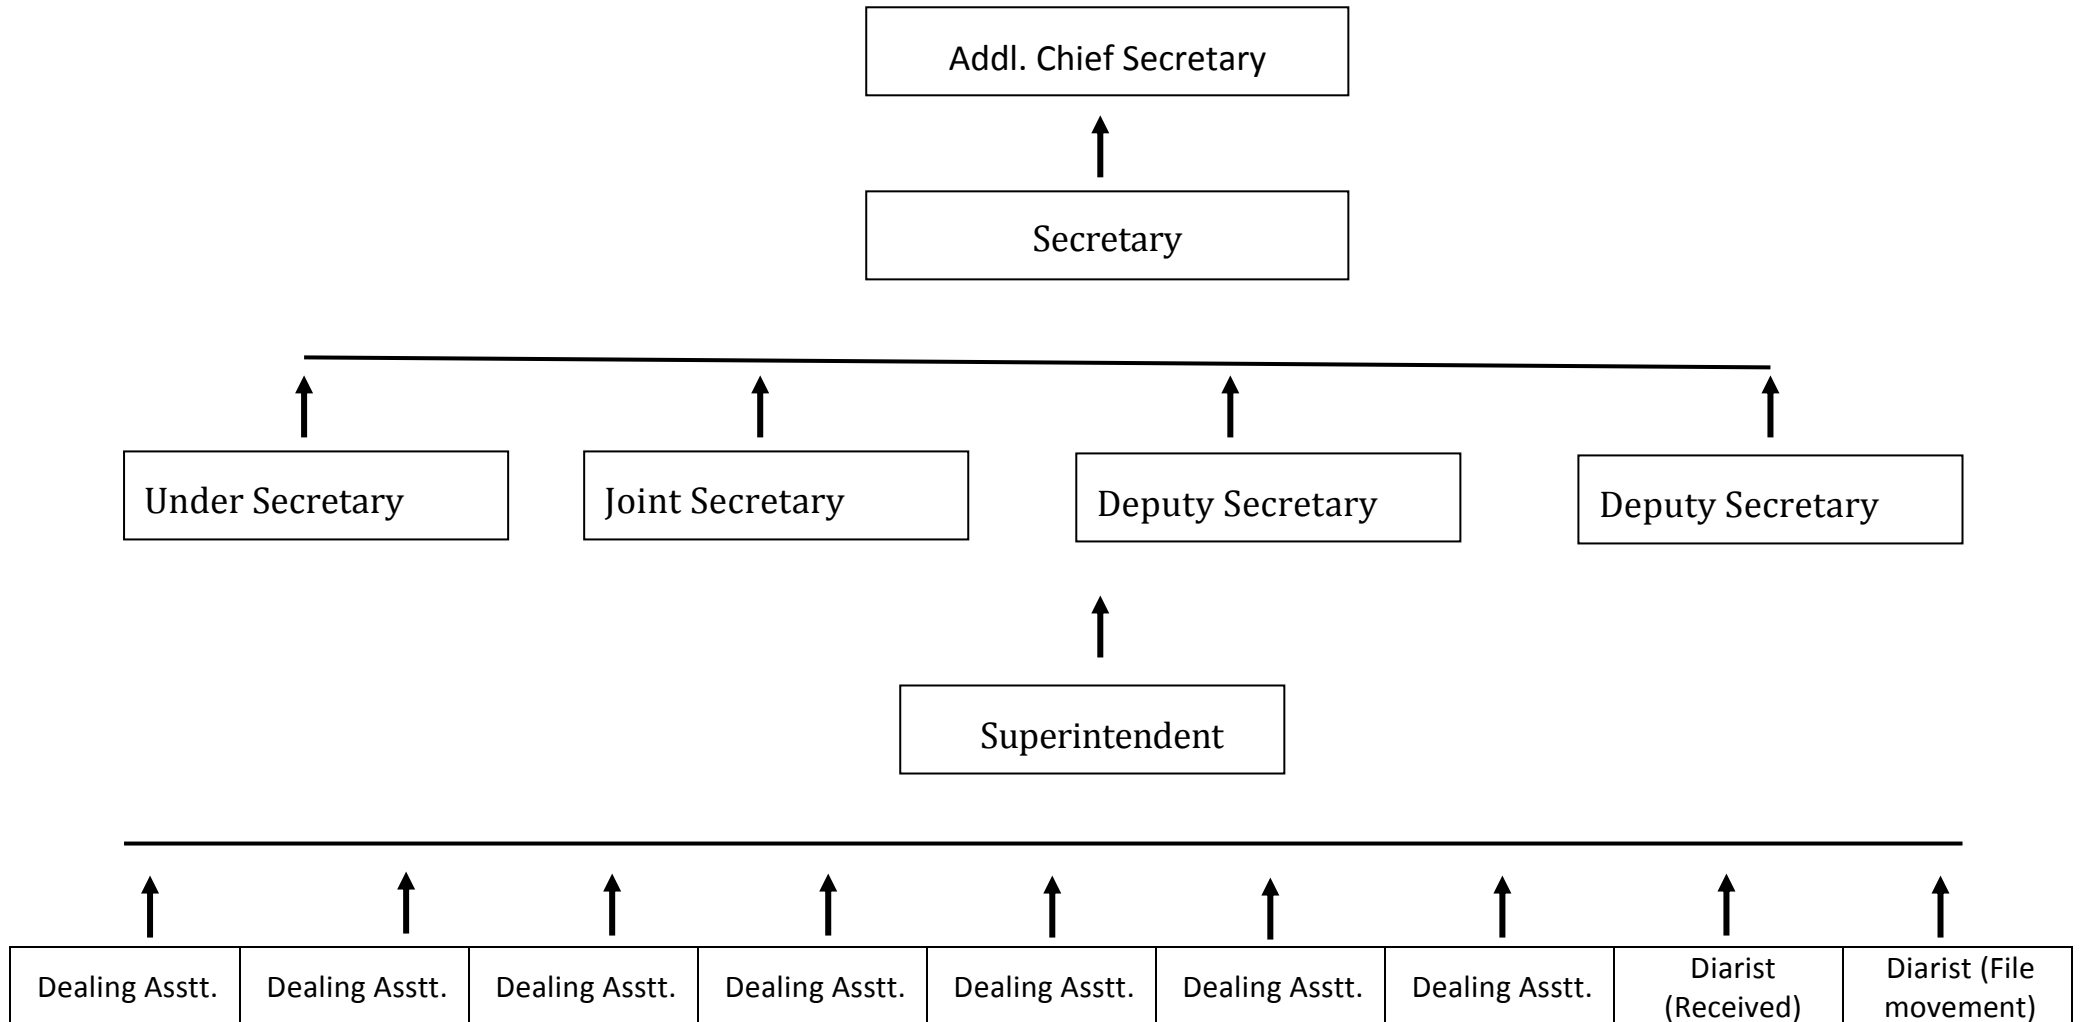 Addl. Chief Secretary
Secretary
Under Secretary
Joint Secretary
Deputy Secretary
Deputy Secretary
Superintendent
Dealing Asstt.
Dealing Asstt.
Dealing Asstt.
Dealing Asstt.
Dealing Asstt.
Dealing Asstt.
Dealing Asstt.
Diarist
(Received)
Diarist (File
movement)